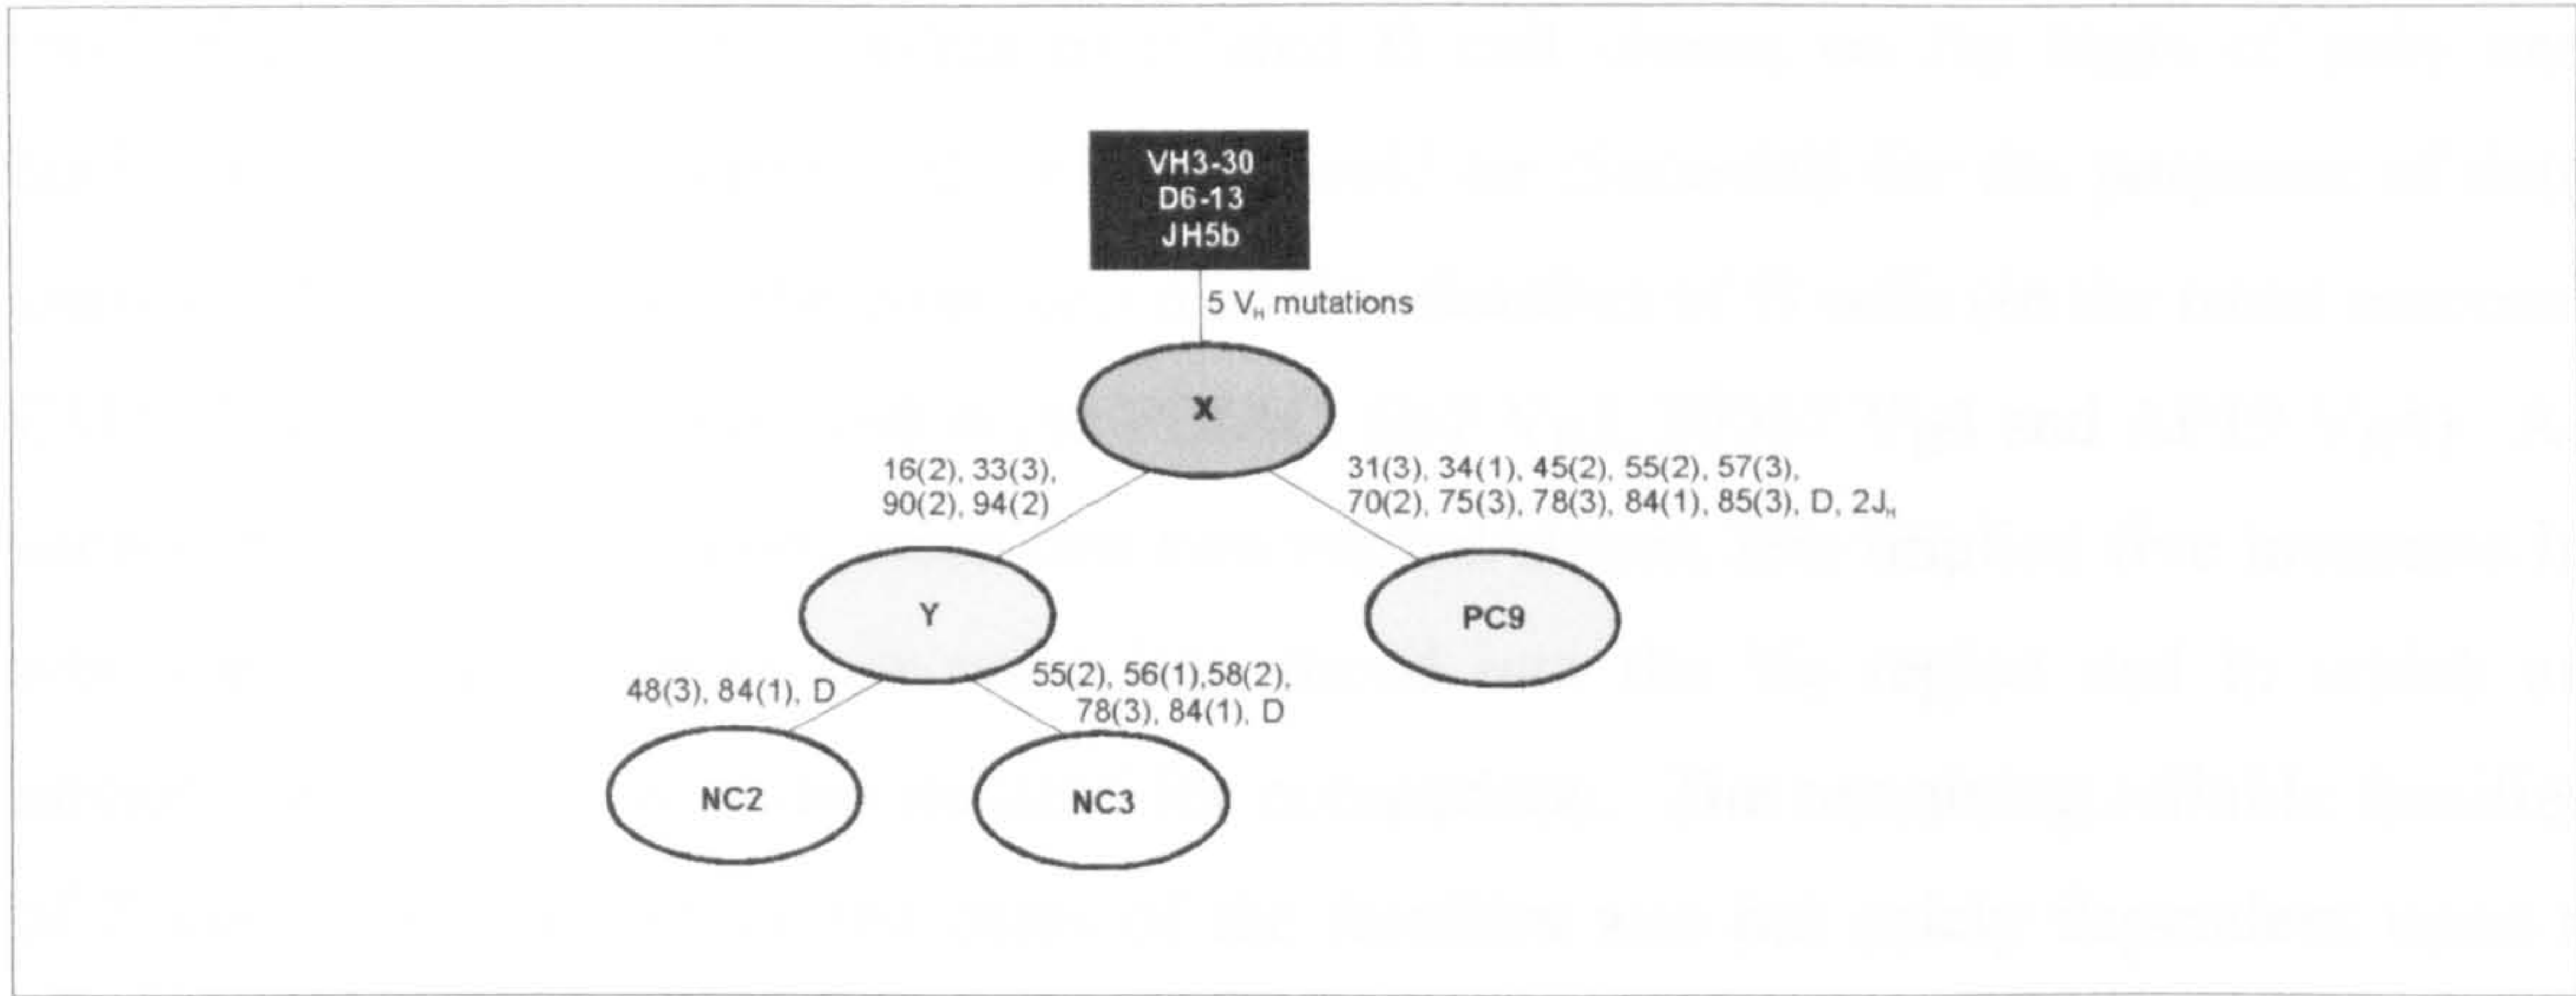 VH3-30
D6-13
JH5b
5 VH mutations
X
16(2), 33(3),
90(2), 94(2)
31(3), 34(1), 45(2), 55(2), 57(3),
70(2), 75(3), 78(3), 84(1), 85(3), D, 2JH
Y
PC9
48(3), 84(1), D
55(2), 56(1),58(2),
78(3), 84(1), D
NC2
NC3